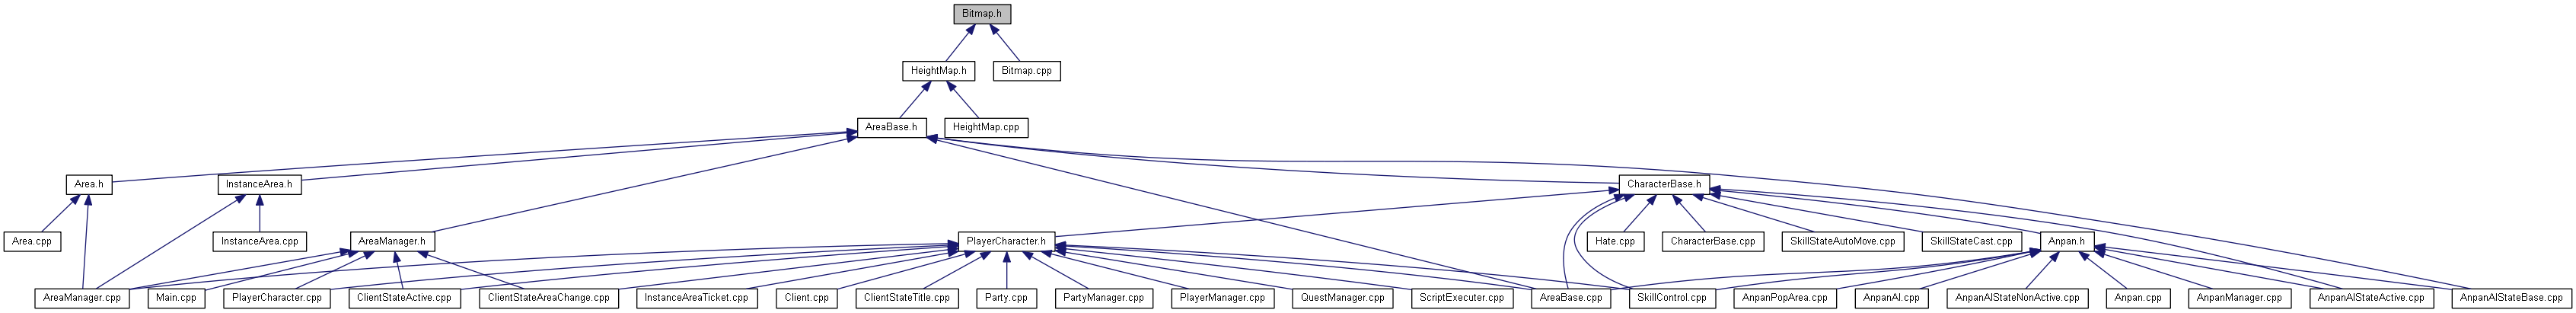 Bitmap.h
HeightMap.h
Bitmap.cpp
AreaBase.h
HeightMap.cpp
Area.h
InstanceArea.h
CharacterBase.h
Area.cpp
InstanceArea.cpp
AreaManager.h
PlayerCharacter.h
Hate.cpp
CharacterBase.cpp
SkillStateAutoMove.cpp
SkillStateCast.cpp
Anpan.h
AreaManager.cpp
Main.cpp
PlayerCharacter.cpp
ClientStateActive.cpp
ClientStateAreaChange.cpp
InstanceAreaTicket.cpp
Client.cpp
ClientStateTitle.cpp
Party.cpp
PartyManager.cpp
PlayerManager.cpp
QuestManager.cpp
ScriptExecuter.cpp
AreaBase.cpp
SkillControl.cpp
AnpanPopArea.cpp
AnpanAI.cpp
AnpanAIStateNonActive.cpp
Anpan.cpp
AnpanManager.cpp
AnpanAIStateActive.cpp
AnpanAIStateBase.cpp